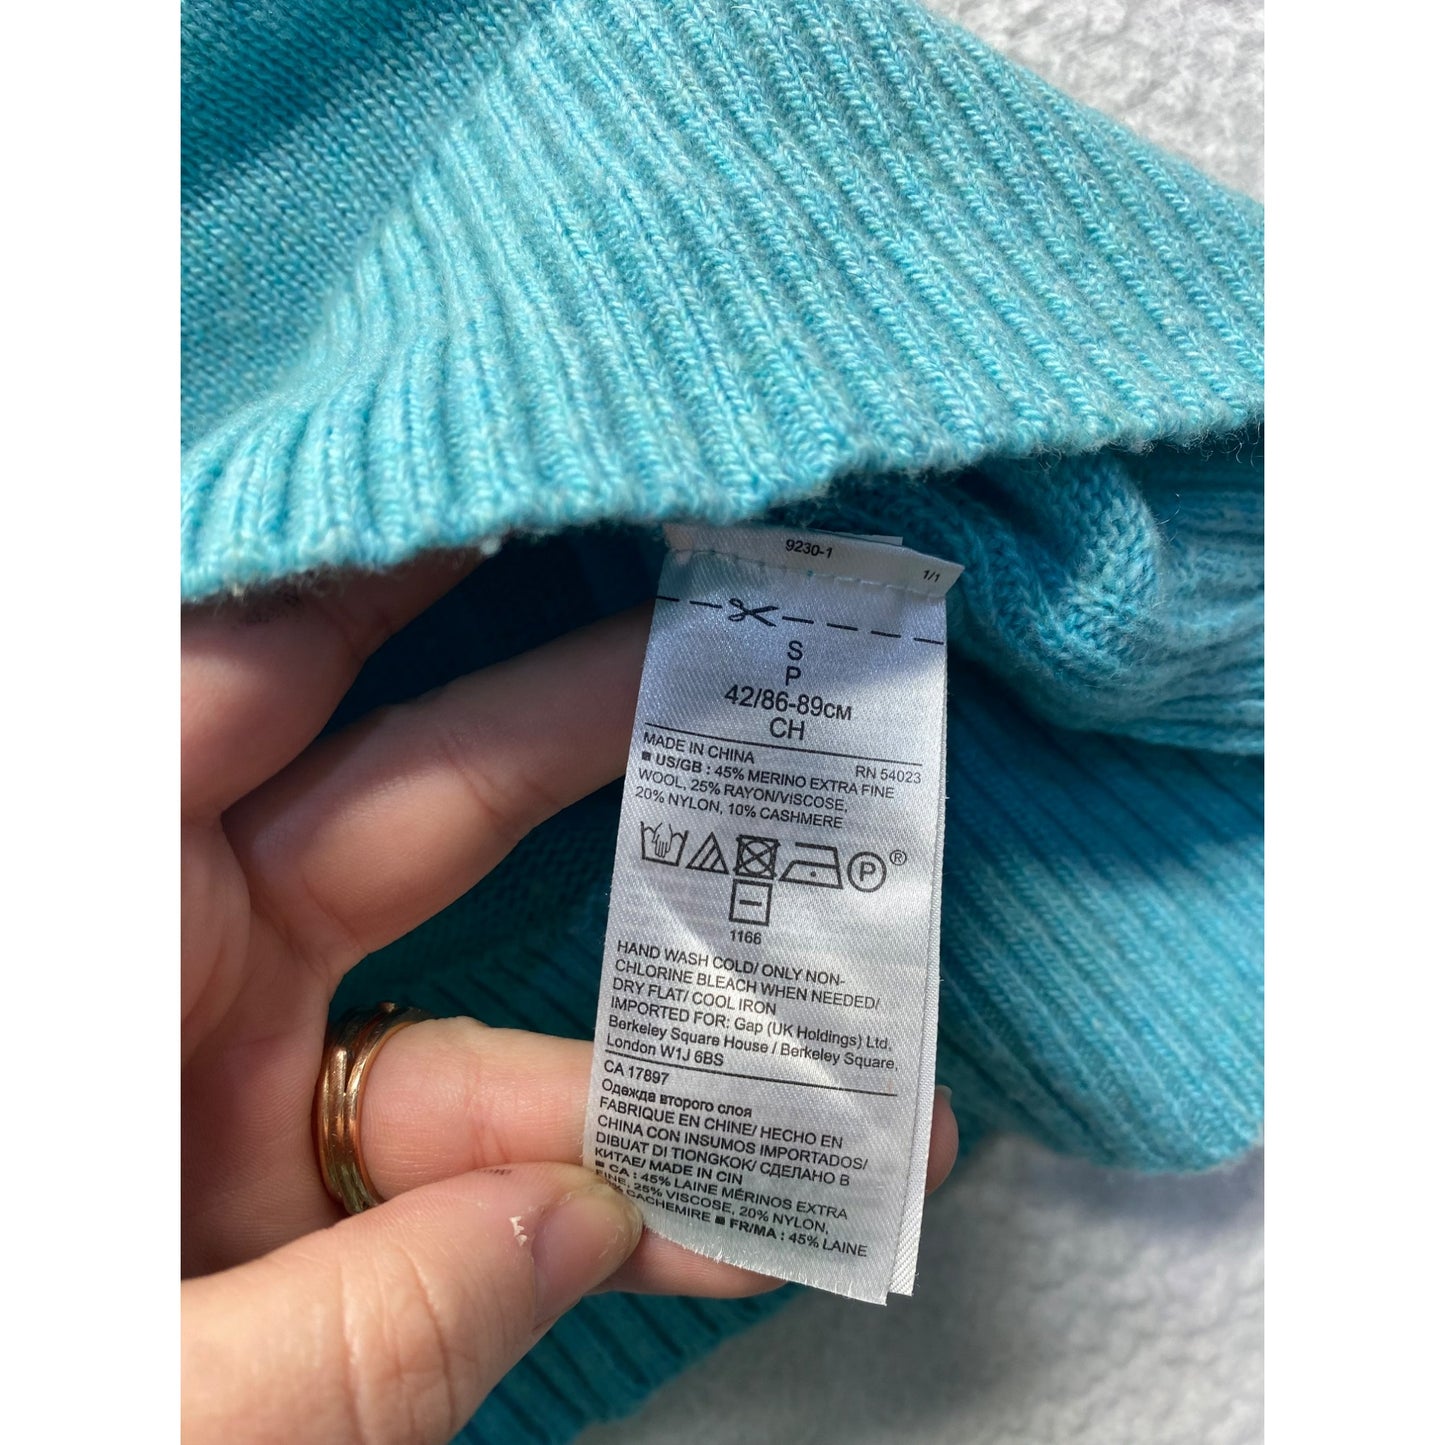 9230-1
1/1
S
P
42/86-89см
CH
MADE IN CHINA RN 54023
■ US/GB : 45% MERINO EXTRA FINE
WOOL, 25% RAYON/VISCOSE,
20% NYLON, 10% CASHMERE
P ®
1166
HAND WASH COLD/ ONLY NON-
CHLORINE BLEACH WHEN NEEDED/
DRY FLAT/ COOL IRON
IMPORTED FOR: Gap (UK Holdings) Ltd.
Berkeley Square House / Berkeley Square,
London W1J 6BS
CA 17897
Одежда второго слоя
FABRIQUE EN CHINE/ HECHO EN
CHINA CON INSUMOS IMPORTADOS/
DIBUAT DI TIONGKOK/ СДЕЛАНО В
КИТАЕ/ MADE IN CIN
■ CA : 45% LAINE MÉRINOS EXTRA
FINE, 25% VISCOSE, 20% NYLON,
CACHEMIRE ■ FR/MA : 45% LAINE